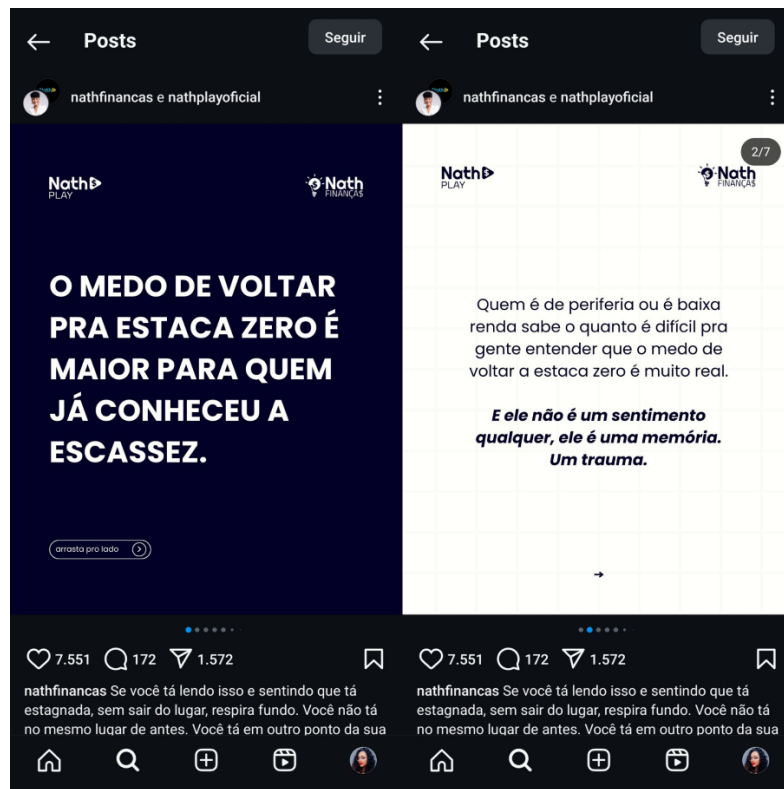 Posts
Seguir
nathfinancas e nathplayoficial
Nath
PLAY
Nath
FINANÇAS
O MEDO DE VOLTAR
PRA ESTACA ZERO É
MAIOR PARA QUEM
JÁ CONHECEU A
ESCASSEZ.
arrasta pro lado
7.551 172 1.572
nathfinancas Se você tá lendo isso e sentindo que tá
estagnada, sem sair do lugar, respira fundo. Você não tá
no mesmo lugar de antes. Você tá em outro ponto da sua
Posts
Seguir
nathfinancas e nathplayoficial
2/7
Nath
PLAY
Nath
FINANÇAS
Quem é de periferia ou é baixa
renda sabe o quanto é difícil pra
gente entender que o medo de
voltar a estaca zero é muito real.
E ele não é um sentimento
qualquer, ele é uma memória.
Um trauma.
7.551 172 1.572
nathfinancas Se você tá lendo isso e sentindo que tá
estagnada, sem sair do lugar, respira fundo. Você não tá
no mesmo lugar de antes. Você tá em outro ponto da sua